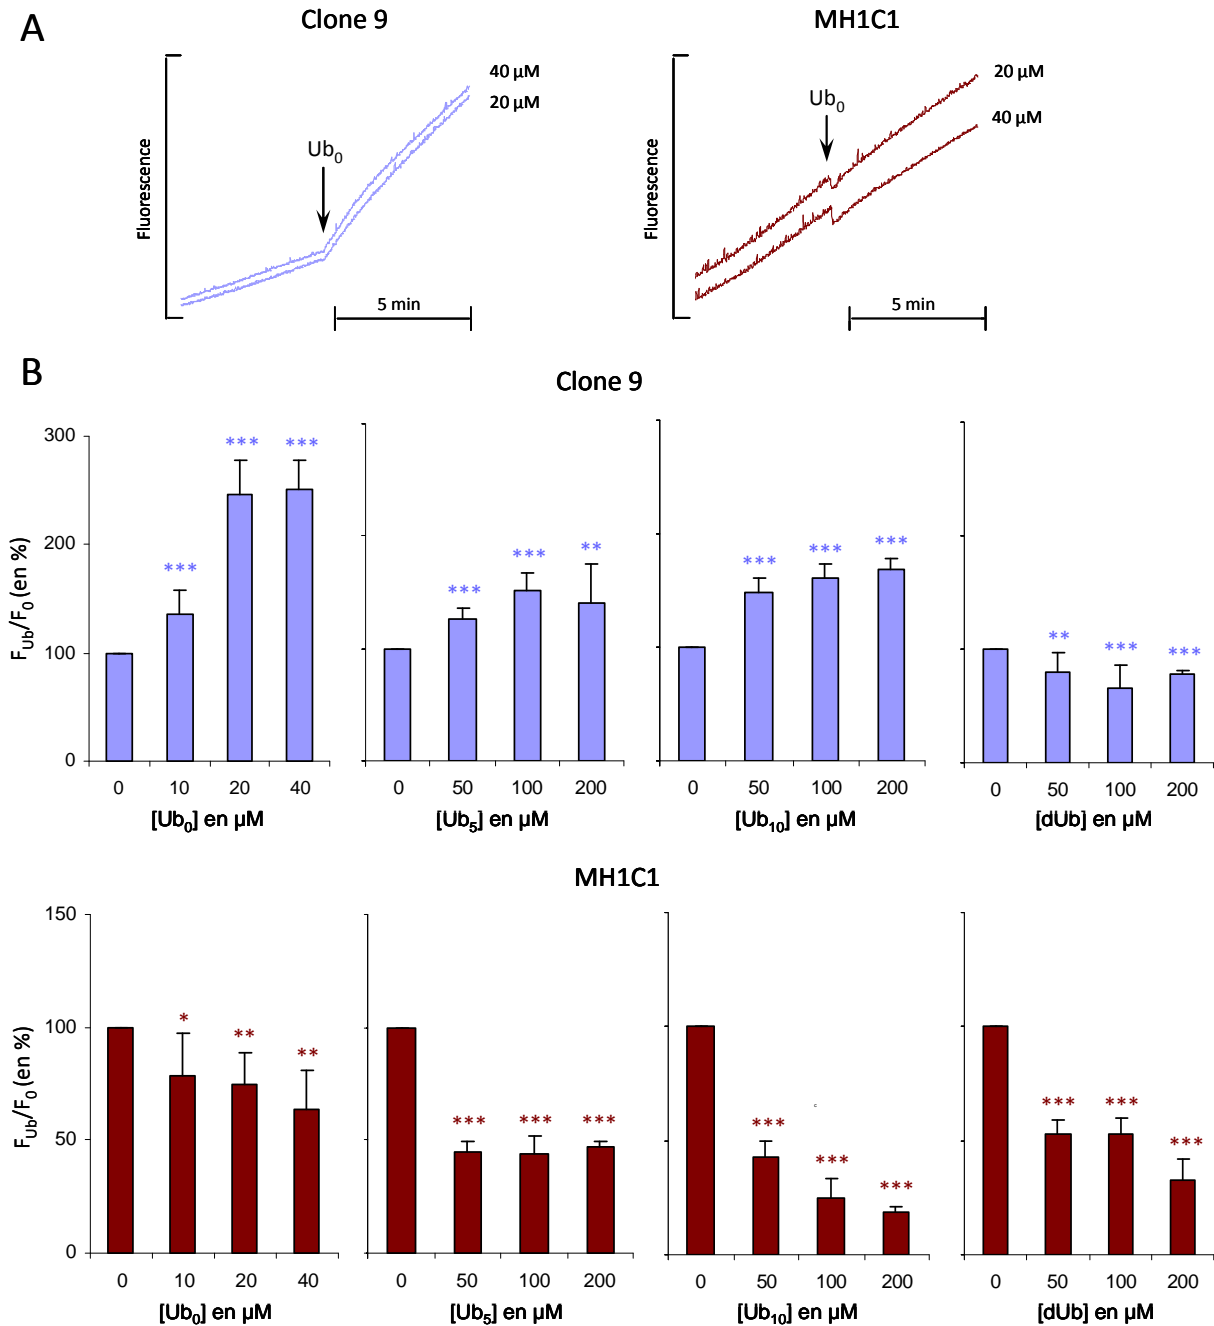 A
Clone 9
MH1C1
Fluorescence
40 µM
20 µM
Ub0
5 min
Fluorescence
20 µM
40 µM
Ub0
5 min
B
Clone 9
FUb/F0 (en %)
300
200
100
0
*** *** ***
0 10 20 40
[Ub0] en µM
*** *** **
0 50 100 200
[Ub5] en µM
*** *** ***
0 50 100 200
[Ub10] en µM
** *** ***
0 50 100 200
[dUb] en µM
MH1C1
FUb/F0 (en %)
150
100
50
0
* ** **
0 10 20 40
[Ub0] en µM
*** *** ***
0 50 100 200
[Ub5] en µM
*** *** ***
0 50 100 200
[Ub10] en µM
*** *** ***
0 50 100 200
[dUb] en µM